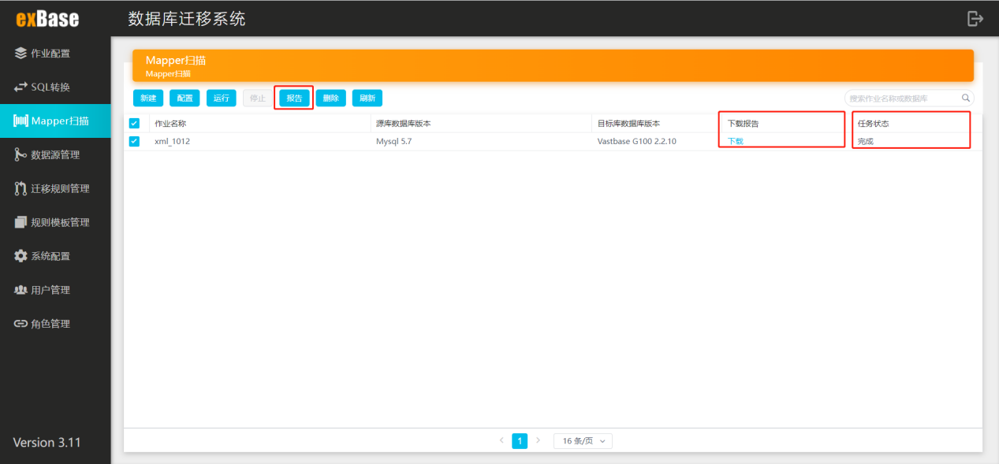 exBase
数据库迁移系统
作业配置
SQL转换
Mapper扫描
数据源管理
迁移规则管理
规则模板管理
系统配置
用户管理
角色管理
Version 3.11
Mapper扫描
Mapper扫描
新建 配置 运行 停止 报告 删除 刷新 搜索作业名称或数据库
作业名称 源库数据库版本 目标库数据库版本 下载报告 任务状态
xml_1012 Mysql 5.7 Vastbase G100 2.2.10 下载 完成
1 16 条/页